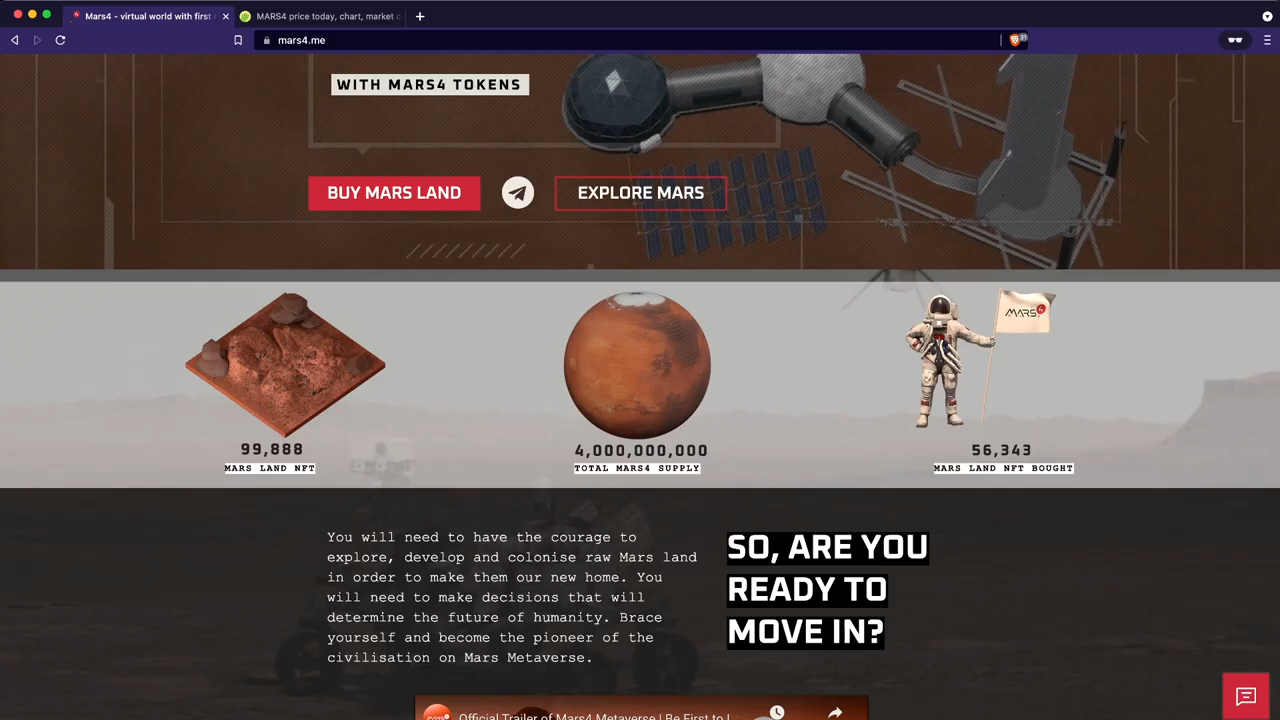 Mars4 - virtual world with first
MARS4 price today, chart, market c
mars4.me
21
WITH MARS4 TOKENS
BUY MARS LAND
EXPLORE MARS
MARS4
99,888
MARS LAND NFT
4,000,000,000
TOTAL MARS4 SUPPLY
56,343
MARS LAND NFT BOUGHT
You will need to have the courage to
explore, develop and colonise raw Mars land
in order to make them our new home. You
will need to make decisions that will
determine the future of humanity. Brace
yourself and become the pioneer of the
civilisation on Mars Metaverse.
SO, ARE YOU
READY TO
MOVE IN?
Official Trailer of Mars4 Metaverse | Be First to